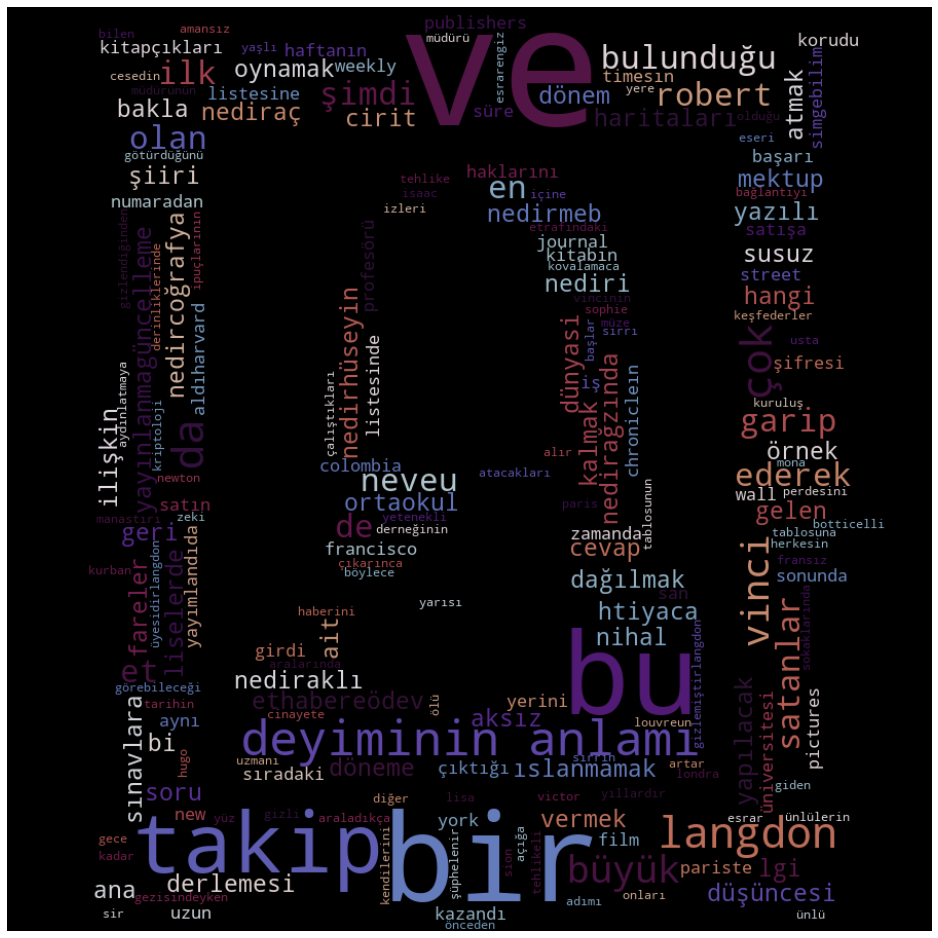 publishers
bilen
amansız
müdürü
ve
korudu
kitapçıkları
yaşlı
haftanın
esrarengiz
bulunduğu
cesedin
ilk
oynamak
weekly
timesin
atmak
simgebilim
müdürünün
listesine
şimdi
yere
dönem
robert
bakla
nediraç
cirit
süre
haritaları
olduğu
olan
eseri
götürdüğünü
başarı
şiiri
tehlike
haklarını
mektup
numaradan
isaac
en
içine
bağlantıyı
izleri
nedirmeb
yazılı
gizlendiğinden
yayınlanmagüncelleme
nedircoğrafya
ipuçlarının
derinliklerinde
profesörü
etrafındaki
satışa
journal
kitabın
susuz
kovalamaca
nediri
street
nedirhüseyin
vincinin
hangi
aldıharvard
listesinde
sophie
müze
keşfederler
dünyası
başlar
sırrı
çok
usta
nedirağzında
şifresi
iş
kuruluş
ilişkin
aydınlatmaya
kriptoloji
da
çalıştıkları
kalmak
chronicleın
garip
alır
örnek
colombia
neveu
atacakları
mona
newton
paris
ederek
perdesini
satın
ortaokul
yetenekli
tablosunun
wall
manastırı
zeki
de
derneğinin
zamanda
gelen
botticelli
geri
cevap
tablosuna
herkesin
francisco
vinci
fransız
kurban
fareler
liselerde
yayımlandıda
üyesidirlangdon
çıkarınca
böylece
dağılmak
san
sonunda
yarısı
haberini
htiyaca
satanlar
sokaklarında
ait
nihal
girdi
bu
gizlemiştirlangdon
et
aralarında
nediraklı
görebileceği
yapılacak
tarihin
ethabereödev
ölü
yerini
üniversitesi
pictures
sınavlara
aynı
cinayete
aksız
louvreun
bi
hugo
deyiminin anlamı
uzmanı
sırrın
sıradaki
döneme
çıktığı
ıslanmamak
artar
londra
giden
soru
diğer
lisa
victor
yıllardır
new
yüz
gizli
araladıkça
york
vermek
esrar
ünlülerin
gece
takip
bir
açığa
film
langdon
kadar
şüphelenir
sion
tehlikeli
büyük
pariste
lgi
ana
gezisindeyken
derlemesi
kendilerini
onları
düşüncesi
adımı
sir
uzun
kazandı
ünlü
önceden